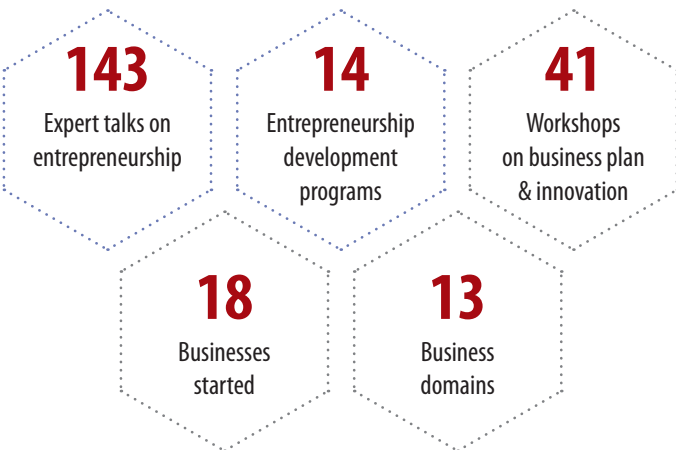 143
Expert talks on
entrepreneurship
14
Entrepreneurship
development
programs
41
Workshops
on business plan
& innovation
18
Businesses
started
13
Business
domains